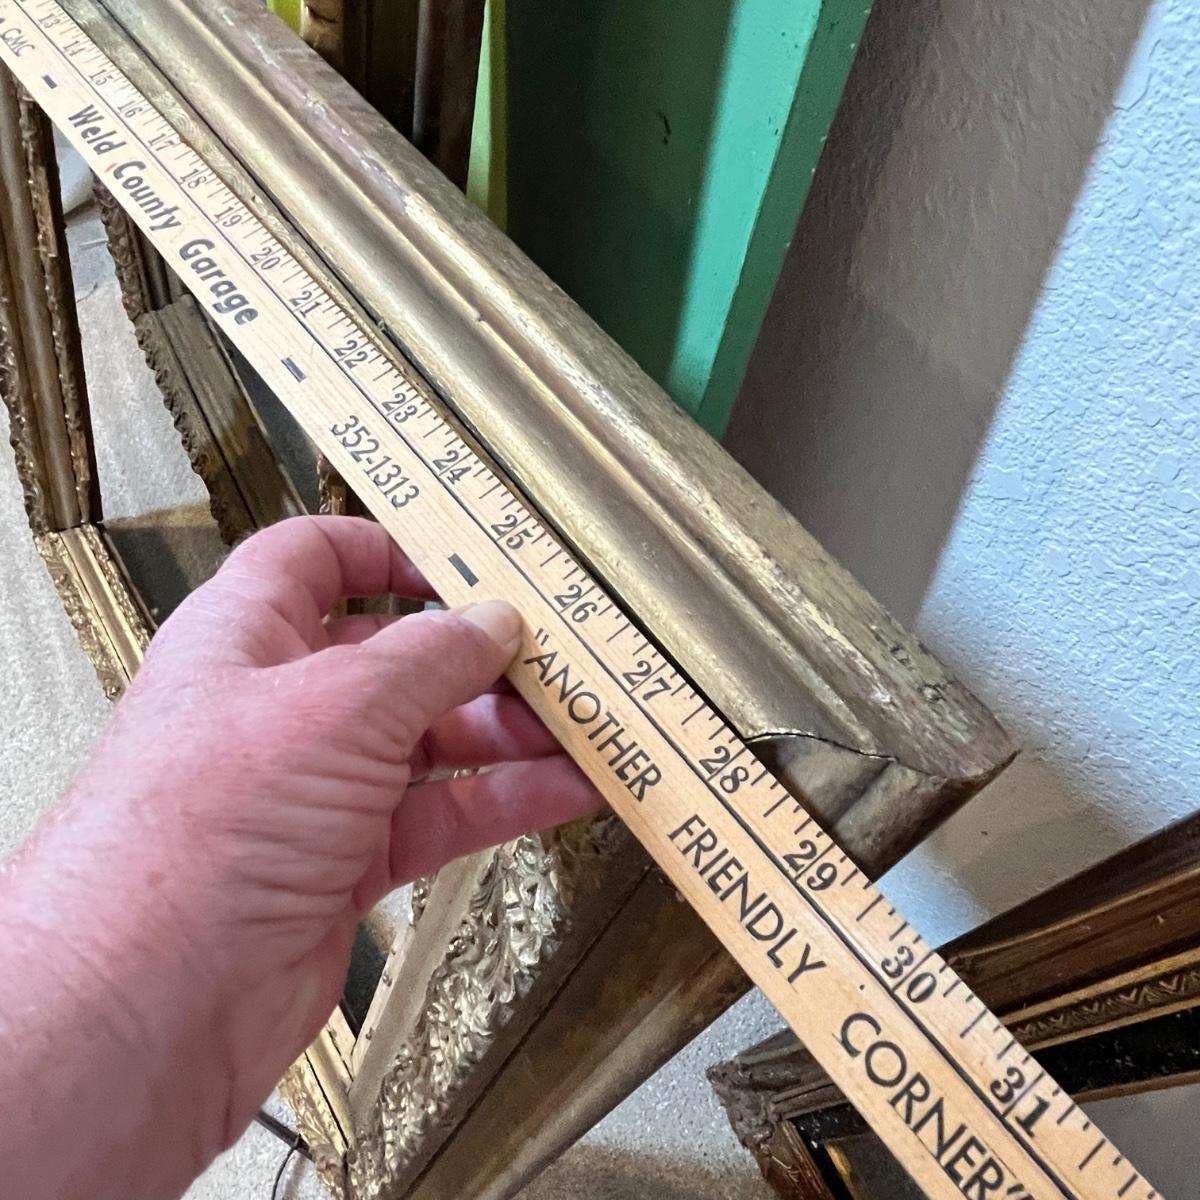 GMC - Weld County Garage - 352-1313 - "ANOTHER FRIENDLY CORNER"
13 14 15 16 17 18 19 20 21 22 23 24 25 26 27 28 29 30 31